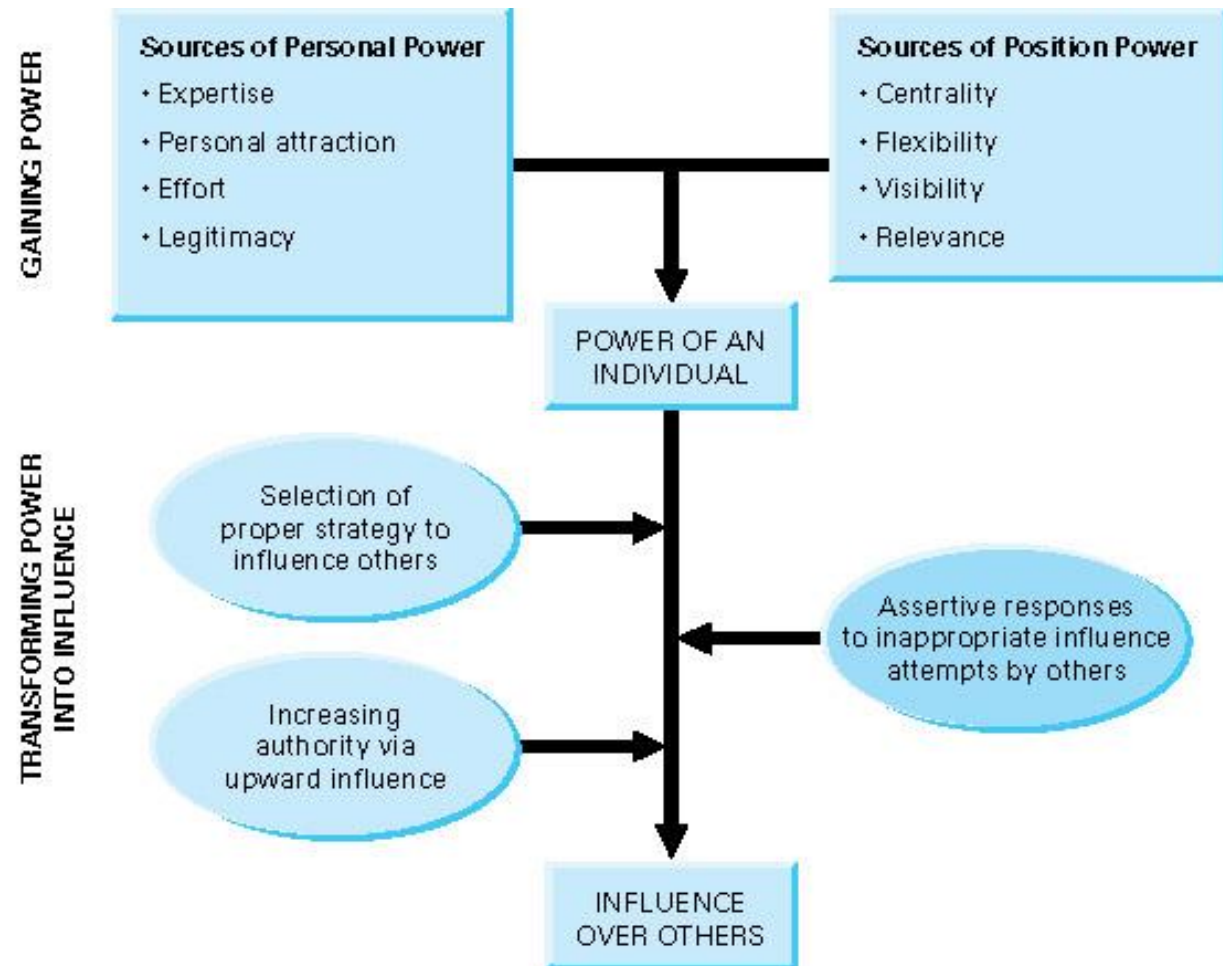 GAINING POWER
Sources of Personal Power
• Expertise
• Personal attraction
• Effort
• Legitimacy
Sources of Position Power
• Centrality
• Flexibility
• Visibility
• Relevance
POWER OF AN
INDIVIDUAL
TRANSFORMING POWER
INTO INFLUENCE
Selection of
proper strategy to
influence others
Assertive responses
to inappropriate influence
attempts by others
Increasing
authority via
upward influence
INFLUENCE
OVER OTHERS